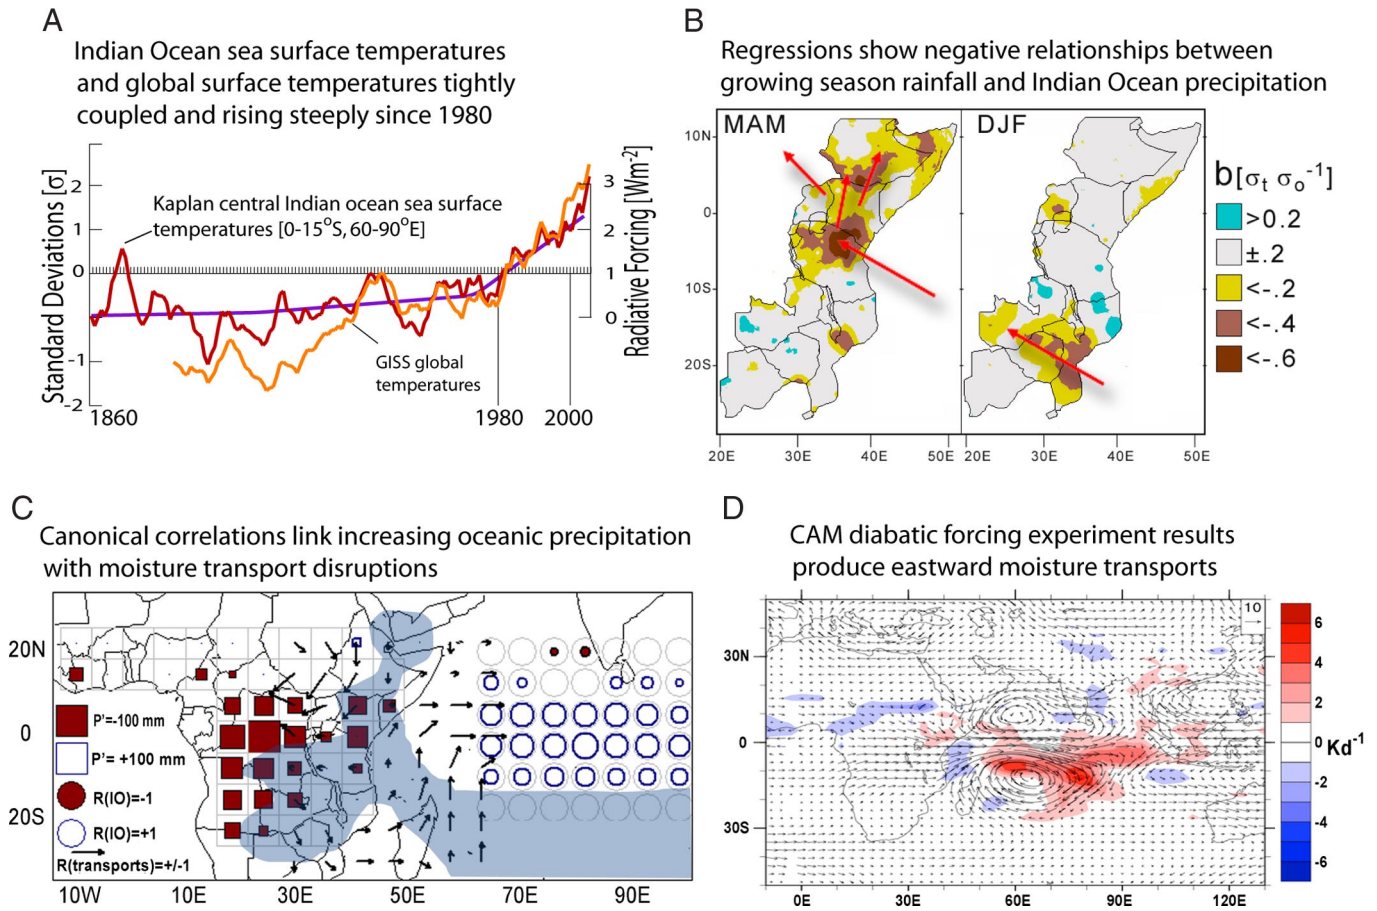 A
Indian Ocean sea surface temperatures
and global surface temperatures tightly
coupled and rising steeply since 1980
Standard Deviations [σ]
2
1
0
-1
-2
Kaplan central Indian ocean sea surface
temperatures [0-15°S, 60-90°E]
GISS global
temperatures
1860
1980
2000
3
2
1
0
Radiative Forcing [Wm-2]
B
Regressions show negative relationships between
growing season rainfall and Indian Ocean precipitation
MAM
DJF
10N
0
10S
20S
20E
30E
40E
50E
20E
30E
40E
50E
b[σt σo-1]
>0.2
±.2
<-.2
<-.4
<-.6
C
Canonical correlations link increasing oceanic precipitation
with moisture transport disruptions
20N
0
20S
P'=-100 mm
P'= +100 mm
R(IO)=-1
R(IO)=+1
R(transports)=+/-1
10W
10E
30E
50E
70E
90E
D
CAM diabatic forcing experiment results
produce eastward moisture transports
10
30N
0
30S
0E
30E
60E
90E
120E
6
4
2
0
-2
-4
-6
Kd-1